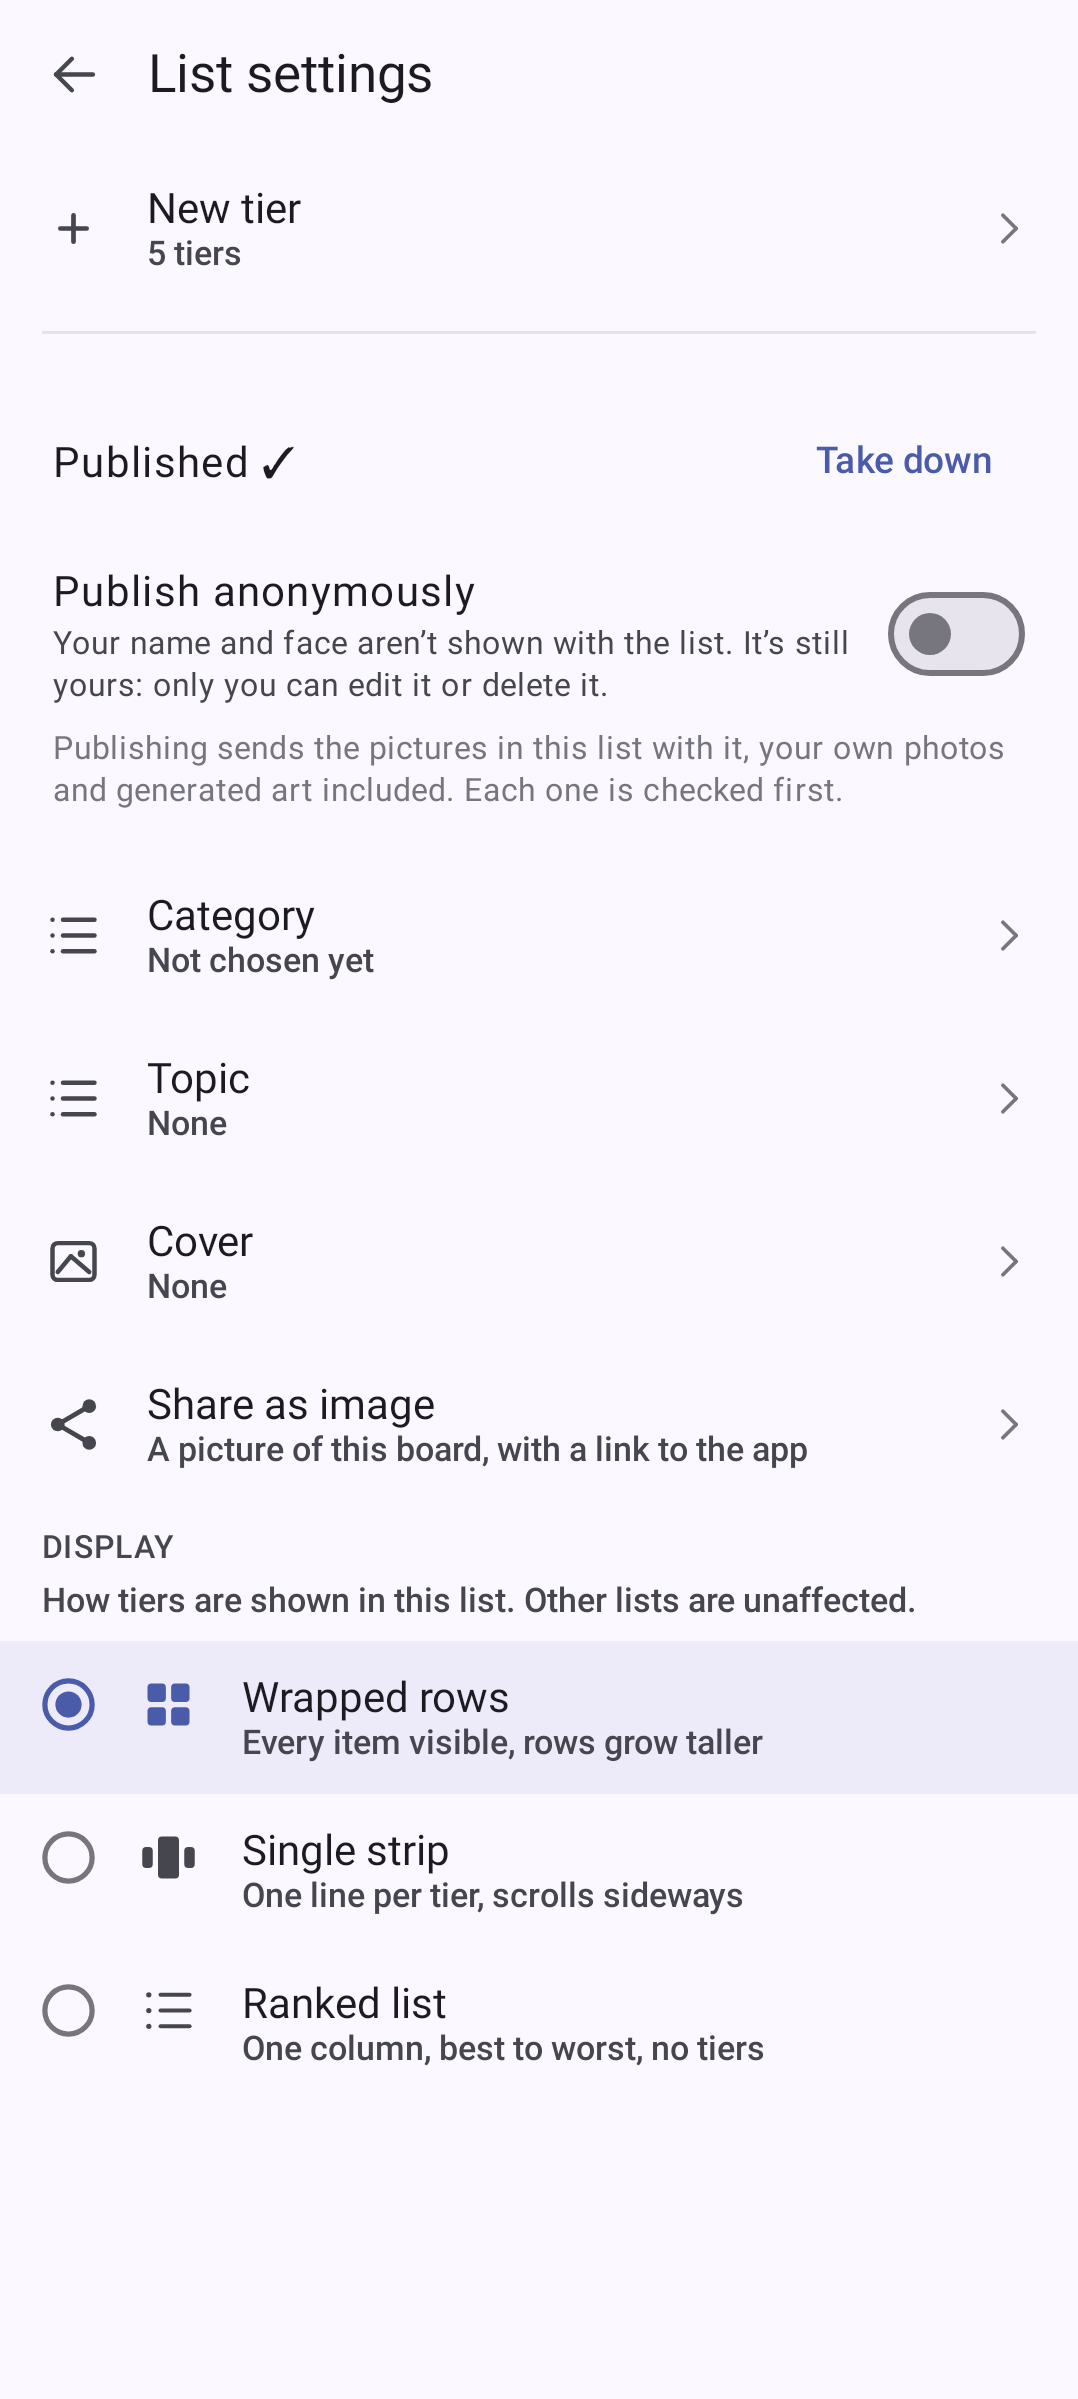 List settings
New tier
5 tiers
Published ✓
Take down
Publish anonymously
Your name and face aren’t shown with the list. It’s still
yours: only you can edit it or delete it.
Publishing sends the pictures in this list with it, your own photos
and generated art included. Each one is checked first.
Category
Not chosen yet
Topic
None
Cover
None
Share as image
A picture of this board, with a link to the app
DISPLAY
How tiers are shown in this list. Other lists are unaffected.
Wrapped rows
Every item visible, rows grow taller
Single strip
One line per tier, scrolls sideways
Ranked list
One column, best to worst, no tiers